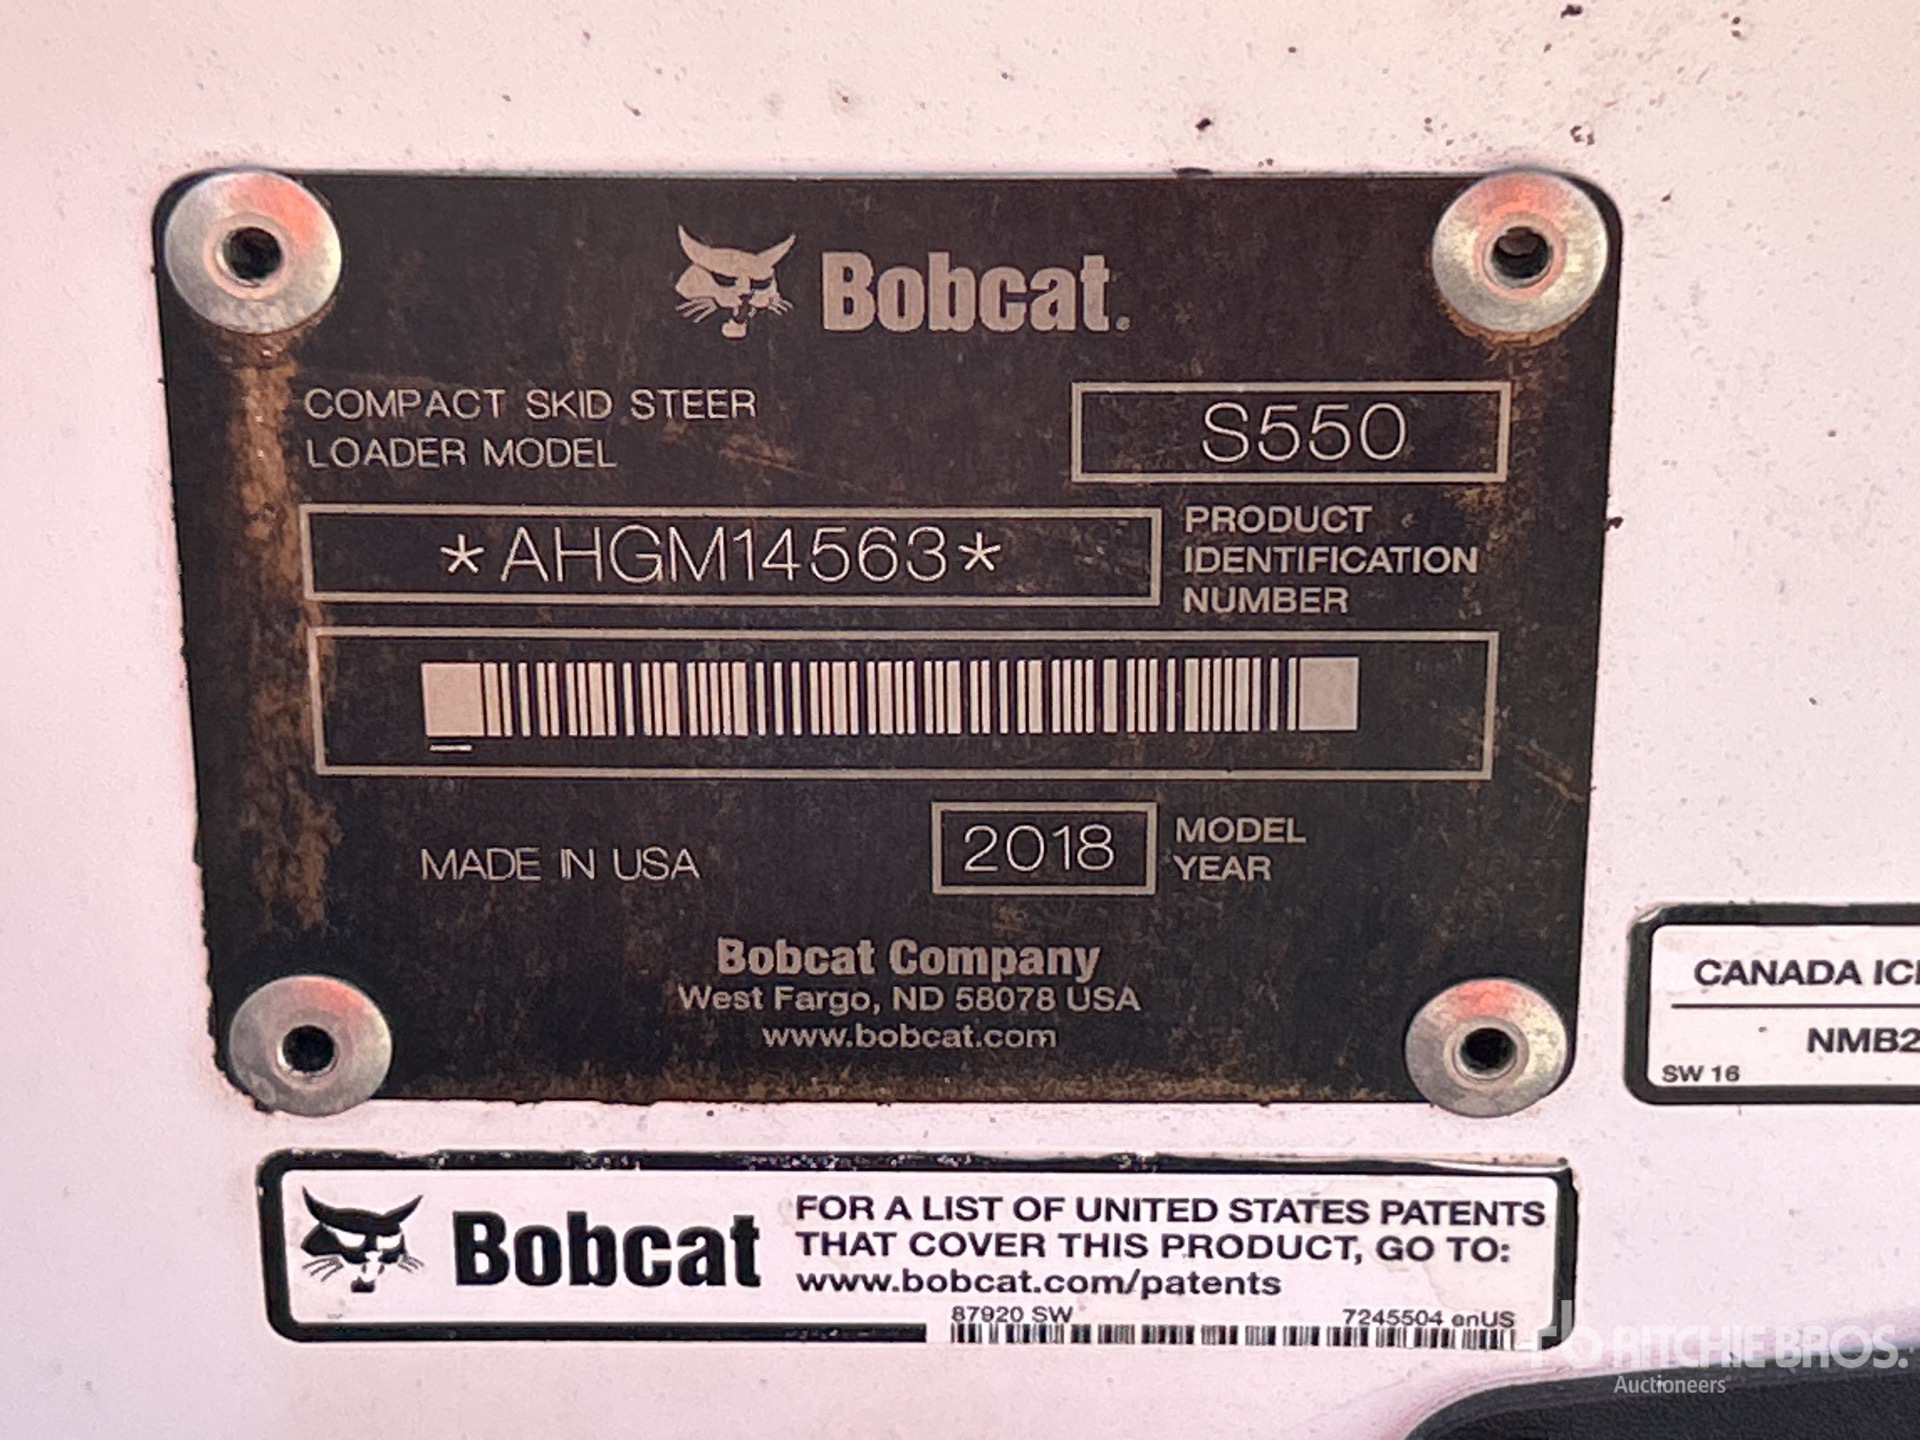 Bobcat.
COMPACT SKID STEER
LOADER MODEL
S550
*AHGM14563*
PRODUCT
IDENTIFICATION
NUMBER
MADE IN USA
2018
MODEL
YEAR
Bobcat Company
West Fargo, ND 58078 USA
www.bobcat.com
CANADA ICE
NMB2
SW 16
Bobcat
FOR A LIST OF UNITED STATES PATENTS
THAT COVER THIS PRODUCT, GO TO:
www.bobcat.com/patents
87920 SW
7245504 enUS
RITCHIE BROS.
Auctioneers